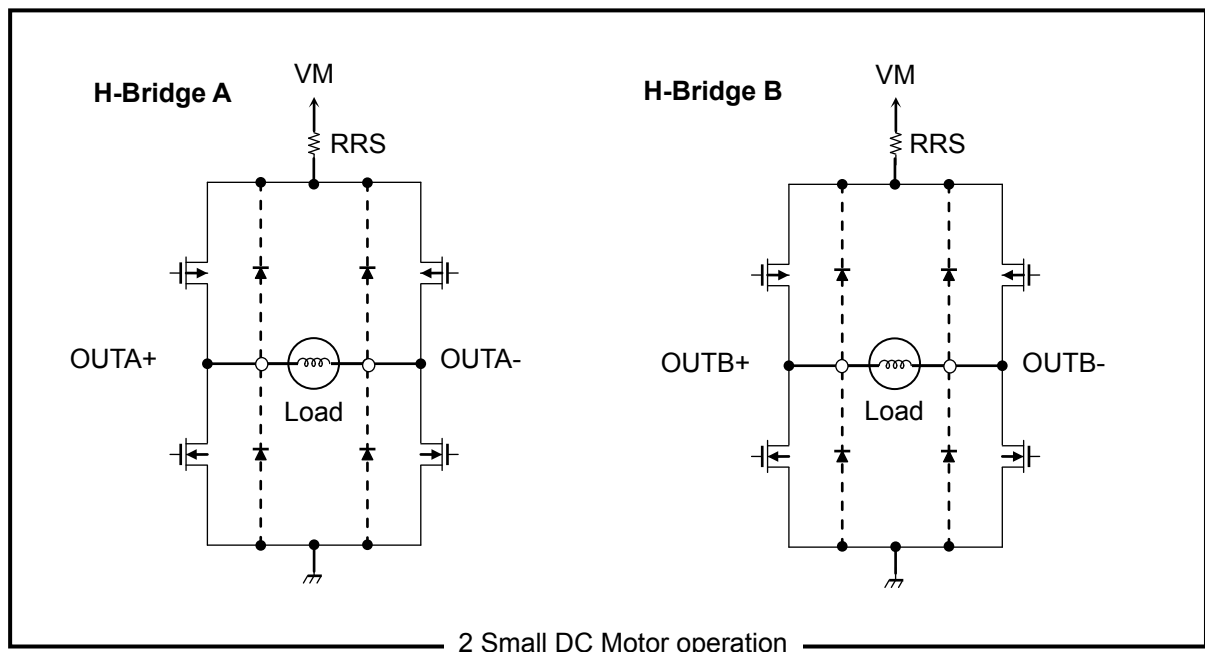 H-Bridge A
VM
RRS
OUTA+
OUTA-
Load
H-Bridge B
VM
RRS
OUTB+
OUTB-
Load
2 Small DC Motor operation